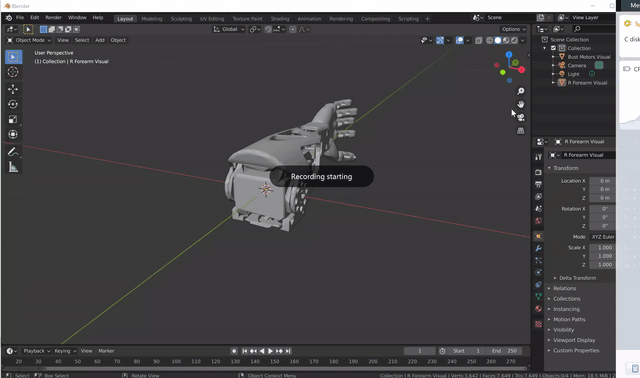 Blender
File Edit Render Window Help Layout Modeling Sculpting UV Editing Texture Paint Shading Animation Rendering Compositing Scripting Scene View Layer
Global Options
Object Mode View Select Add Object
User Perspective
(1) Collection | R Forearm Visual
Scene Collection
Collection
Bust Motors Visual
Camera
Light
R Forearm Visual
C disk
CP
Recording starting
R Forearm Visual
R Forearm Visual
Transform
Location X 0 m
Y 0 m
Z 0 m
Rotation X 0°
Y 0°
Z 0°
Mode XYZ Euler
Scale X 1.000
Y 1.000
Z 1.000
Delta Transform
Relations
Collections
Instancing
Motion Paths
Visibility
Viewport Display
Custom Properties
Playback Keying View Marker 1 Start 1 End 250
20 30 40 50 60 70 80 90 100 110 120 130 140 150 160 170 180 190 200 210 220 230 240 250 260 270
Select Box Select Rotate View Object Context Menu Collection | R Forearm Visual | Verts:3,642 | Faces:7,649 | Tris:7,649 | Objects:0/4 | Mem: 18.5 MiB